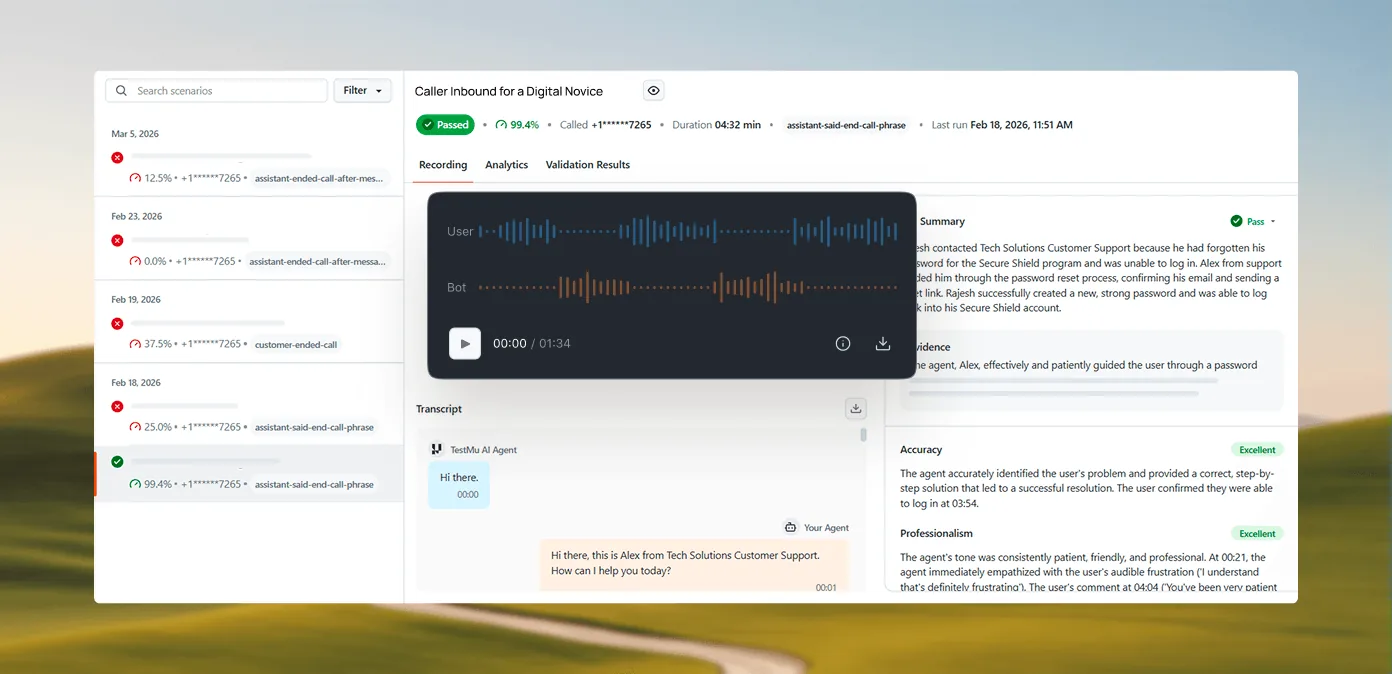 Search scenarios
Filter
Mar 5, 2026
12.5% • +1******7265 • assistant-ended-call-after-mes...
Feb 23, 2026
0.0% • +1******7265 • assistant-ended-call-after-messa...
Feb 19, 2026
37.5% • +1******7265 • customer-ended-call
Feb 18, 2026
25.0% • +1******7265 • assistant-said-end-call-phrase
99.4% • +1******7265 • assistant-said-end-call-phrase
Caller Inbound for a Digital Novice
Passed • 99.4% • Called +1******7265 • Duration 04:32 min • assistant-said-end-call-phrase • Last run Feb 18, 2026, 11:51 AM
Recording Analytics Validation Results
User
Bot
00:00 / 01:34
Transcript
TestMu AI Agent
Hi there.
00:00
Your Agent
Hi there, this is Alex from Tech Solutions Customer Support.
How can I help you today?
00:01
Summary
Pass
contacted Tech Solutions Customer Support because he had forgotten his
for the Secure Shield program and was unable to log in. Alex from support
him through the password reset process, confirming his email and sending a
link. Rajesh successfully created a new, strong password and was able to log
into his Secure Shield account.
agent, Alex, effectively and patiently guided the user through a password
Accuracy
Excellent
The agent accurately identified the user's problem and provided a correct, step-by-
step solution that led to a successful resolution. The user confirmed they were able
to log in at 03:54.
Professionalism
Excellent
The agent's tone was consistently patient, friendly, and professional. At 00:21, the
agent immediately empathized with the user's audible frustration ('I understand
that's definitely frustrating'). The user's comment at 04:04 ('You've been very patient